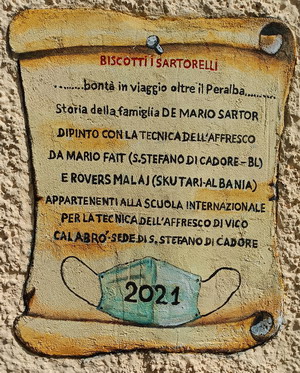 BISCOTTI I SARTORELLI
.........bontà in viaggio oltre il Peralba.........
Storia della famiglia DE MARIO SARTOR
DIPINTO CON LA TECNICA DELL'AFFRESCO
DA MARIO FAIT (S.STEFANO DI CADORE-BL)
E ROVERS MALAJ (SKUTARI-ALBANIA)
APPARTENENTI ALLA SCUOLA INTERNAZIONALE
PER LA TECNICA DELL'AFFRESCO DI VICO
CALABRÒ-SEDE DI S. STEFANO DI CADORE
2021